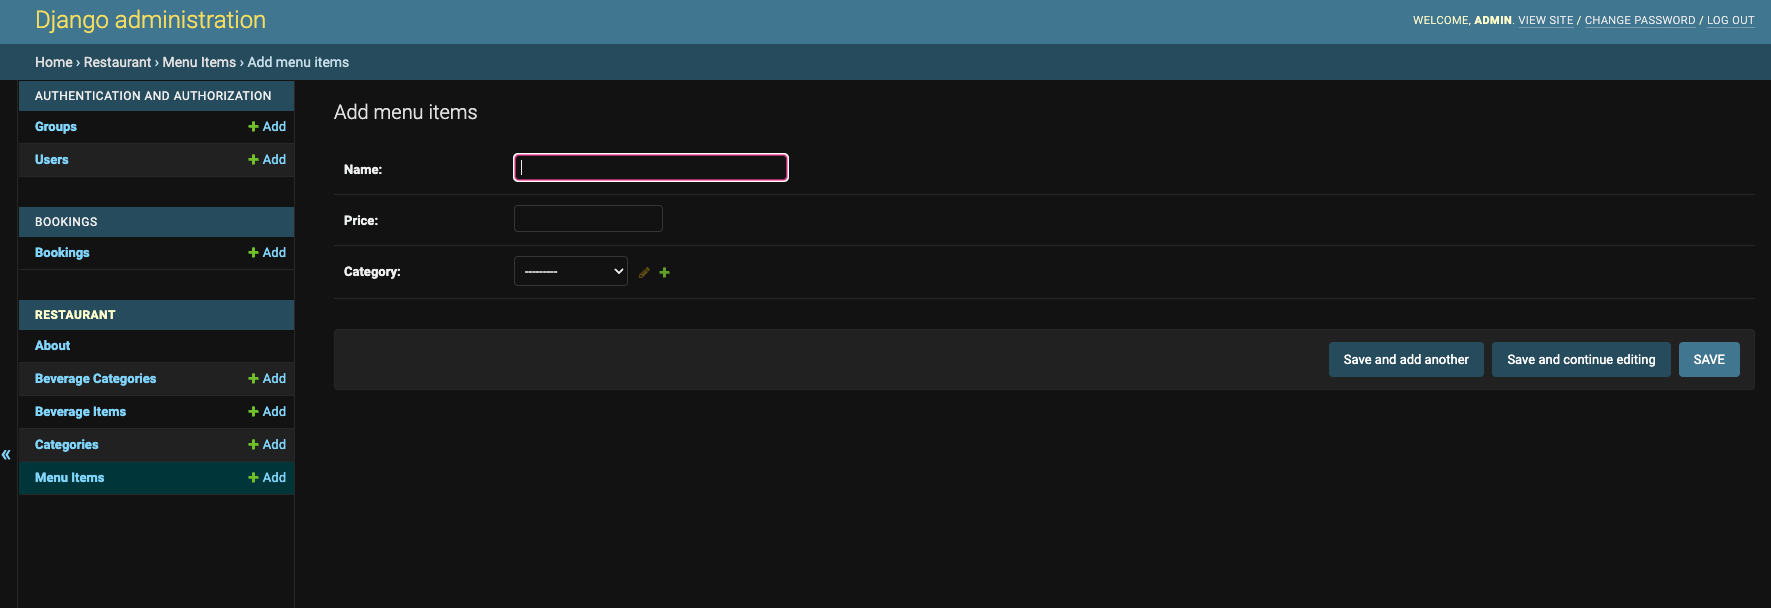 Django administration
WELCOME, ADMIN. VIEW SITE / CHANGE PASSWORD / LOG OUT
Home › Restaurant › Menu Items › Add menu items
AUTHENTICATION AND AUTHORIZATION
Groups + Add
Users + Add
BOOKINGS
Bookings + Add
RESTAURANT
About
Beverage Categories + Add
Beverage Items + Add
Categories + Add
«
Menu Items + Add
Add menu items
Name:
Price:
Category: ---------
Save and add another Save and continue editing SAVE